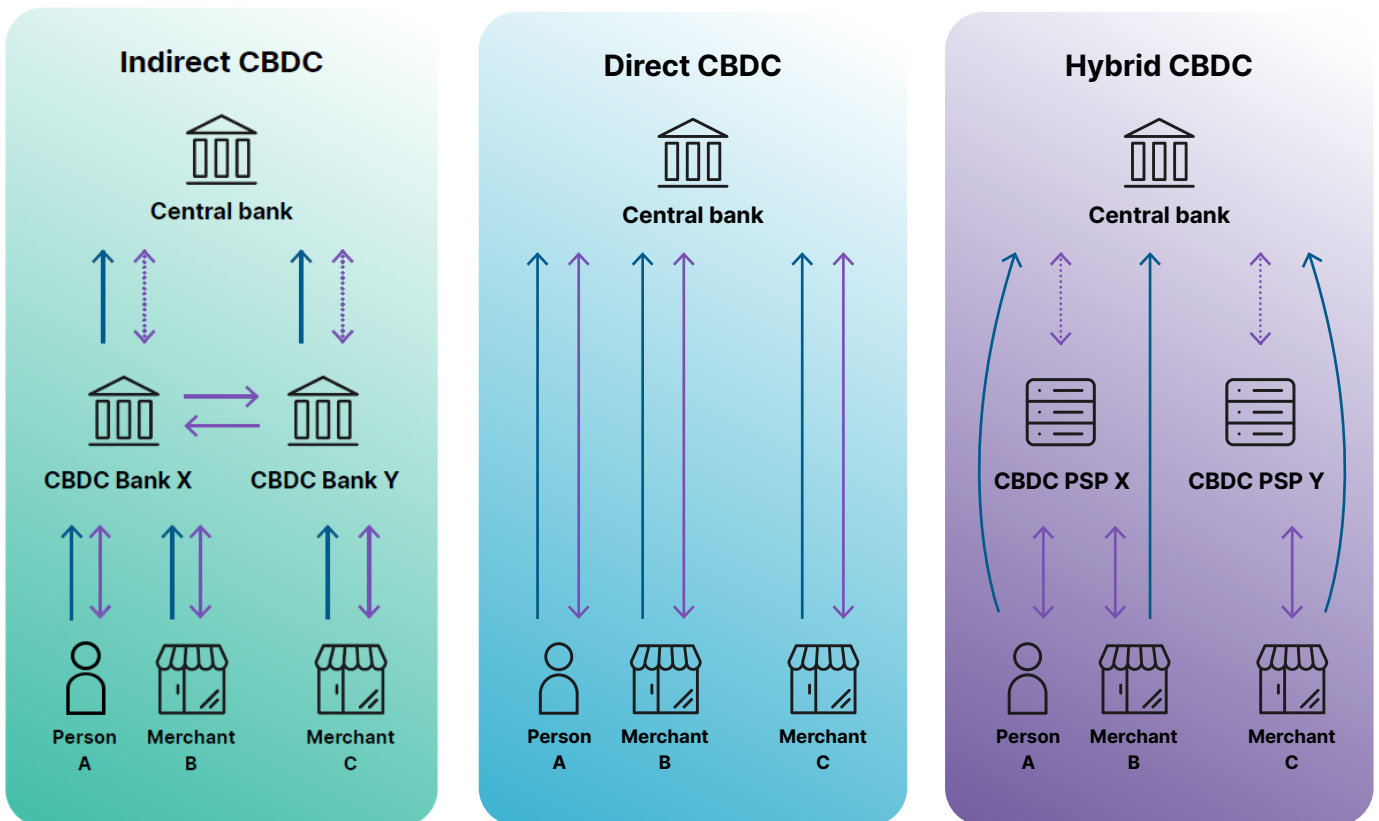 Indirect CBDC
Central bank
CBDC Bank X
CBDC Bank Y
Person
A
Merchant
B
Merchant
C
Direct CBDC
Central bank
Person
A
Merchant
B
Merchant
C
Hybrid CBDC
Central bank
CBDC PSP X
CBDC PSP Y
Person
A
Merchant
B
Merchant
C